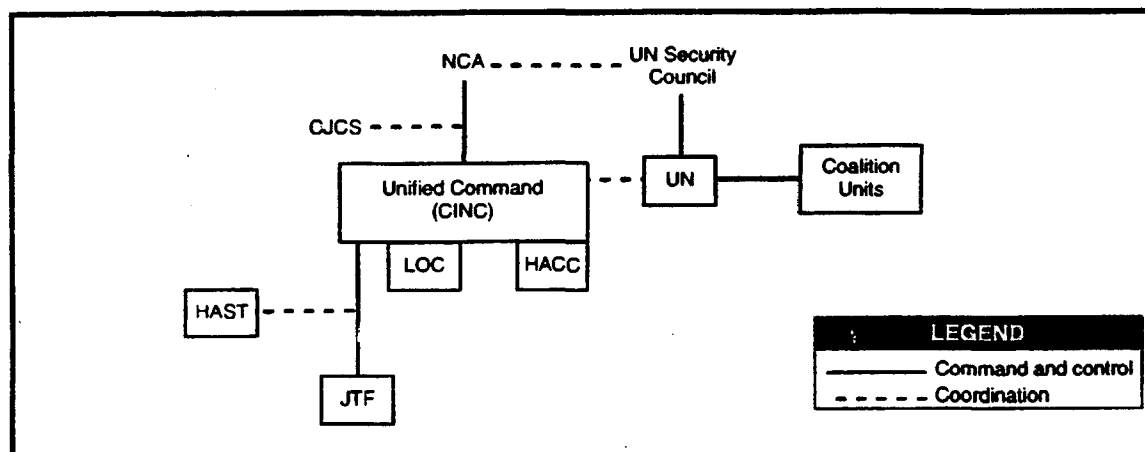 NCA
UN Security
Council
CJCS
Unified Command
(CINC)
UN
Coalition
Units
LOC
HACC
HAST
JTF
LEGEND
Command and control
Coordination